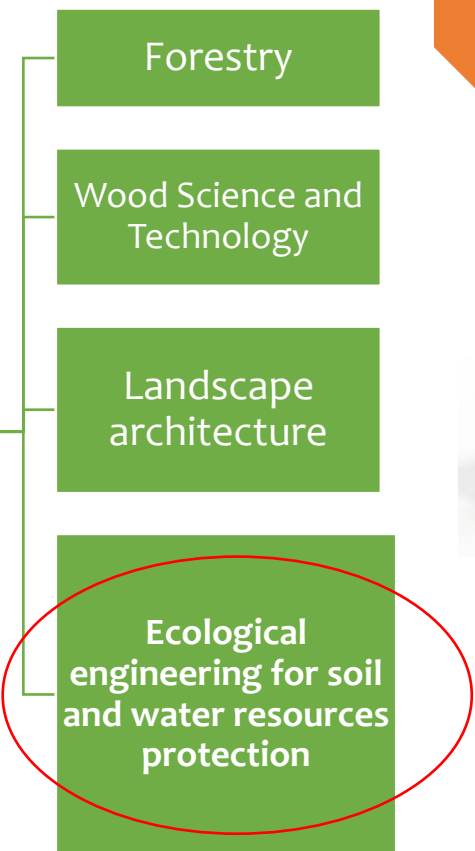 Forestry
Wood Science and
Technology
Landscape
architecture
Ecological
engineering for soil
and water resources
protection